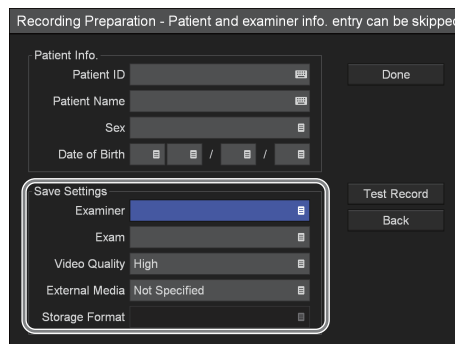 Recording Preparation - Patient and examiner info. entry can be skipped
Patient Info.
Patient ID
Done
Patient Name
Sex
Date of Birth / /
Save Settings
Examiner
Test Record
Back
Exam
Video Quality High
External Media Not Specified
Storage Format